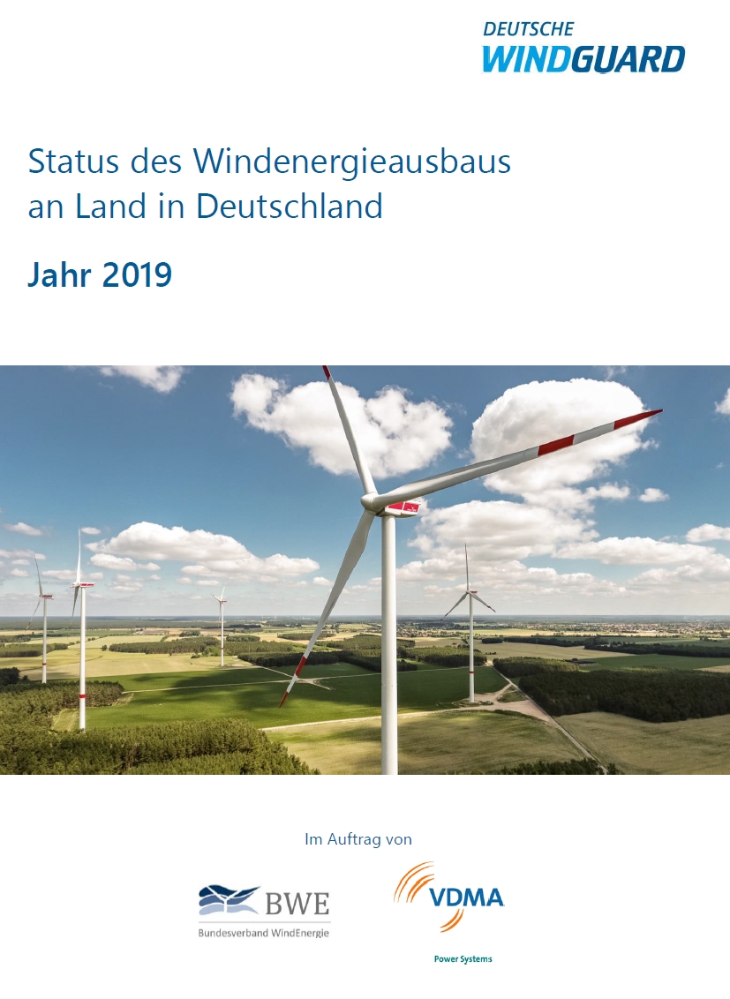 DEUTSCHE
WINDGUARD
Status des Windenergieausbaus
an Land in Deutschland
Jahr 2019
Im Auftrag von
BWE
Bundesverband WindEnergie
VDMA
Power Systems